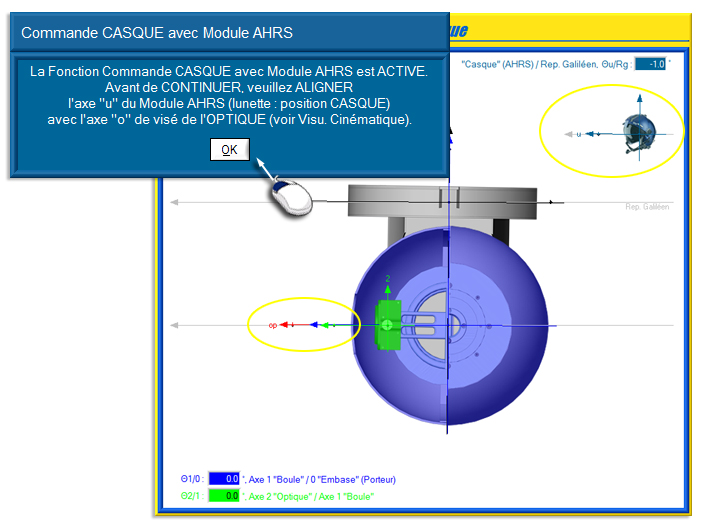 Commande CASQUE avec Module AHRS
La Fonction Commande CASQUE avec Module AHRS est ACTIVE.
Avant de CONTINUER, veuillez ALIGNER
l'axe "u" du Module AHRS (lunette : position CASQUE)
avec l'axe "o" de visé de l'OPTIQUE (voir Visu. Cinématique).
OK
"Casque" (AHRS) / Rep. Galiléen, Θu/Rg : -1.0 °
u
Rep. Galiléen
2
op
Θ1/0 : 0.0 °, Axe 1 "Boule" / 0 "Embase" (Porteur)
Θ2/1 : 0.0 °, Axe 2 "Optique" / Axe 1 "Boule"